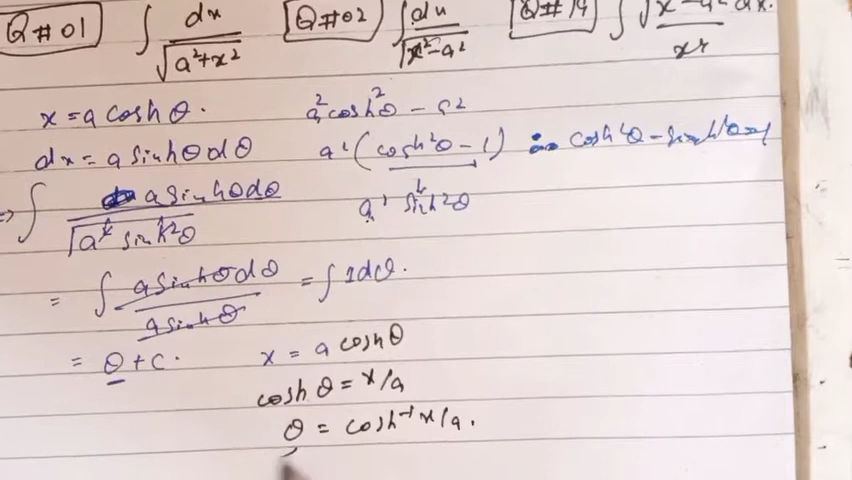 Q#01 ∫ dx / √(a²+x²) Q#02 ∫ dx / √(x²-a²) Q#19 ∫
x = a coshθ. a²cosh²θ - a²
dx = a sinhθ dθ a²(cosh²θ - 1) ∴ cosh²θ - sinh²θ=1
⇒ ∫ a sinhθ dθ / √(a² sinh²θ) a² sinh²θ
= ∫ a sinhθ dθ / a sinhθ = ∫ 1dθ.
= θ + c. x = a coshθ
coshθ = x/a
θ = cosh⁻¹ x/a.